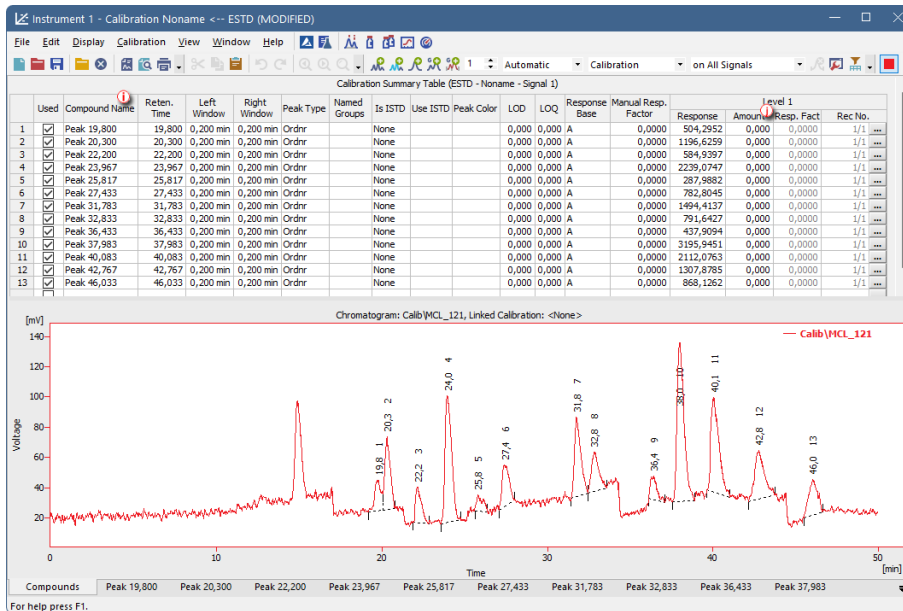 Instrument 1 - Calibration Noname <-- ESTD (MODIFIED)
File Edit Display Calibration View Window Help
1 Automatic Calibration on All Signals
Calibration Summary Table (ESTD - Noname - Signal 1)
Used Compound Name Reten. Time Left Window Right Window Peak Type Named Groups Is ISTD Use ISTD Peak Color LOD LOQ Response Base Manual Resp. Factor Level 1
Response Amount Resp. Fact Rec No.
1 Peak 19,800 19,800 0,200 min 0,200 min Ordnr None 0,000 0,000 A 0,0000 504,2952 0,000 0,0000 1/1 ...
2 Peak 20,300 20,300 0,200 min 0,200 min Ordnr None 0,000 0,000 A 0,0000 1196,6259 0,000 0,0000 1/1 ...
3 Peak 22,200 22,200 0,200 min 0,200 min Ordnr None 0,000 0,000 A 0,0000 584,9397 0,000 0,0000 1/1 ...
4 Peak 23,967 23,967 0,200 min 0,200 min Ordnr None 0,000 0,000 A 0,0000 2239,0747 0,000 0,0000 1/1 ...
5 Peak 25,817 25,817 0,200 min 0,200 min Ordnr None 0,000 0,000 A 0,0000 287,9882 0,000 0,0000 1/1 ...
6 Peak 27,433 27,433 0,200 min 0,200 min Ordnr None 0,000 0,000 A 0,0000 782,8045 0,000 0,0000 1/1 ...
7 Peak 31,783 31,783 0,200 min 0,200 min Ordnr None 0,000 0,000 A 0,0000 1494,4137 0,000 0,0000 1/1 ...
8 Peak 32,833 32,833 0,200 min 0,200 min Ordnr None 0,000 0,000 A 0,0000 791,6427 0,000 0,0000 1/1 ...
9 Peak 36,433 36,433 0,200 min 0,200 min Ordnr None 0,000 0,000 A 0,0000 437,9094 0,000 0,0000 1/1 ...
10 Peak 37,983 37,983 0,200 min 0,200 min Ordnr None 0,000 0,000 A 0,0000 3195,9451 0,000 0,0000 1/1 ...
11 Peak 40,083 40,083 0,200 min 0,200 min Ordnr None 0,000 0,000 A 0,0000 2112,0763 0,000 0,0000 1/1 ...
12 Peak 42,767 42,767 0,200 min 0,200 min Ordnr None 0,000 0,000 A 0,0000 1307,8785 0,000 0,0000 1/1 ...
13 Peak 46,033 46,033 0,200 min 0,200 min Ordnr None 0,000 0,000 A 0,0000 868,1262 0,000 0,0000 1/1 ...
Chromatogram: Calib\MCL_121, Linked Calibration: <None>
[mV]
Calib\MCL_121
140
120
100
80
60
40
20
Voltage
19,8 1
20,3 2
22,2 3
24,0 4
25,8 5
27,4 6
31,8 7
32,8 8
36,4 9
38,0 10
40,1 11
42,8 12
46,0 13
0 10 20 30 40 50
Time
[min]
Compounds Peak 19,800 Peak 20,300 Peak 22,200 Peak 23,967 Peak 25,817 Peak 27,433 Peak 31,783 Peak 32,833 Peak 36,433 Peak 37,983
For help press F1.